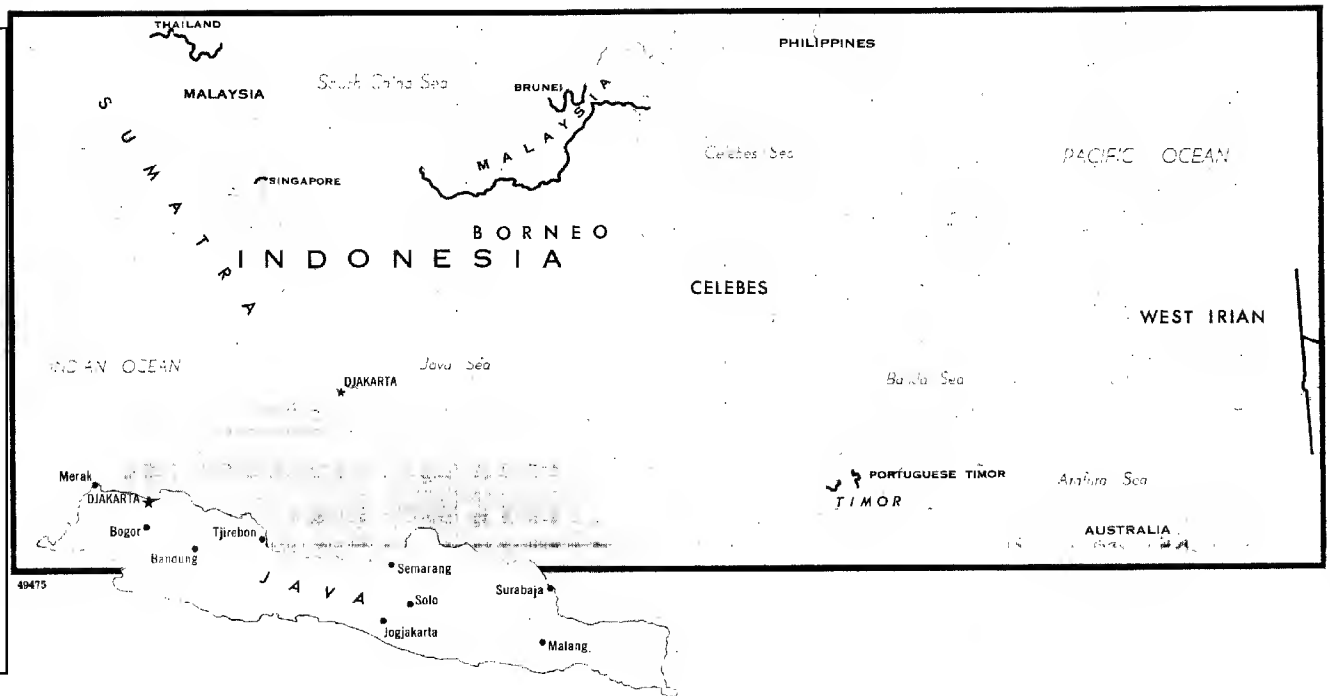 THAILAND
PHILIPPINES
South China Sea
MALAYSIA
BRUNEI
MALAYSIA
SUMATRA
Celebes Sea
PACIFIC OCEAN
SINGAPORE
BORNEO
INDONESIA
CELEBES
WEST IRIAN
INDIAN OCEAN
Java Sea
DJAKARTA
Banda Sea
Merak
DJAKARTA
Bogor
Bandung
Tjirebon
JAVA
Semarang
Solo
Jogjakarta
Surabaja
Malang
PORTUGUESE TIMOR
TIMOR
Arafura Sea
AUSTRALIA
49475